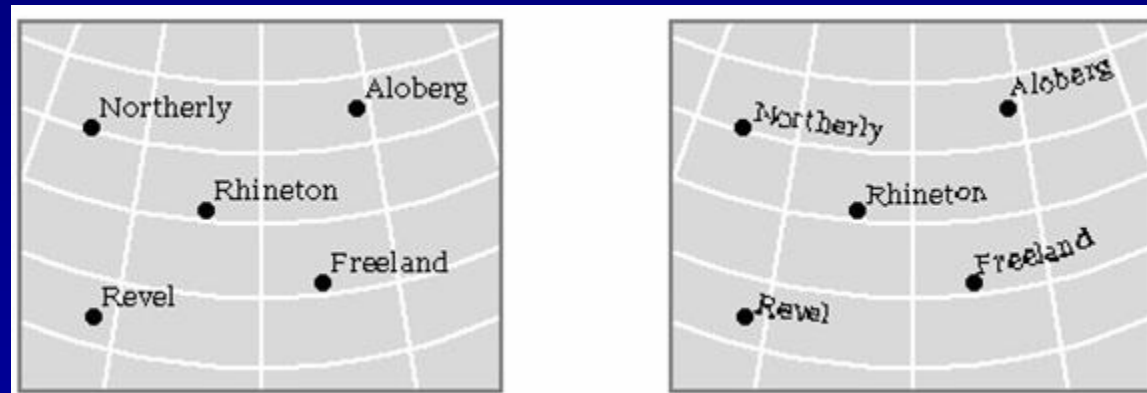 Aloberg
Northerly
Rhineton
Freeland
Revel
Aloberg
Northerly
Rhineton
Freeland
Revel